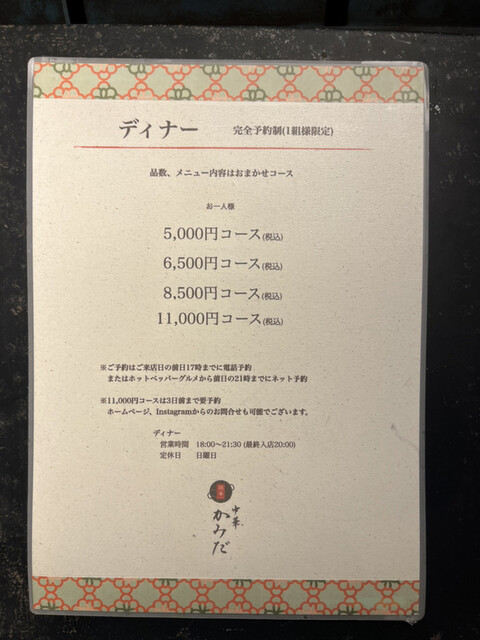 ディナー 完全予約制(1組様限定)
品数、メニュー内容はおまかせコース
お一人様
5,000円コース(税込)
6,500円コース(税込)
8,500円コース(税込)
11,000円コース(税込)
※ご予約はご来店日の前日17時までに電話予約
またはホットペッパーグルメから前日の21時までにネット予約
※11,000円コースは3日前まで要予約
ホームページ、Instagramからのお問合せも可能でございます。
ディナー
営業時間 18:00〜21:30 (最終入店20:00)
定休日 日曜日
中華
かみだ